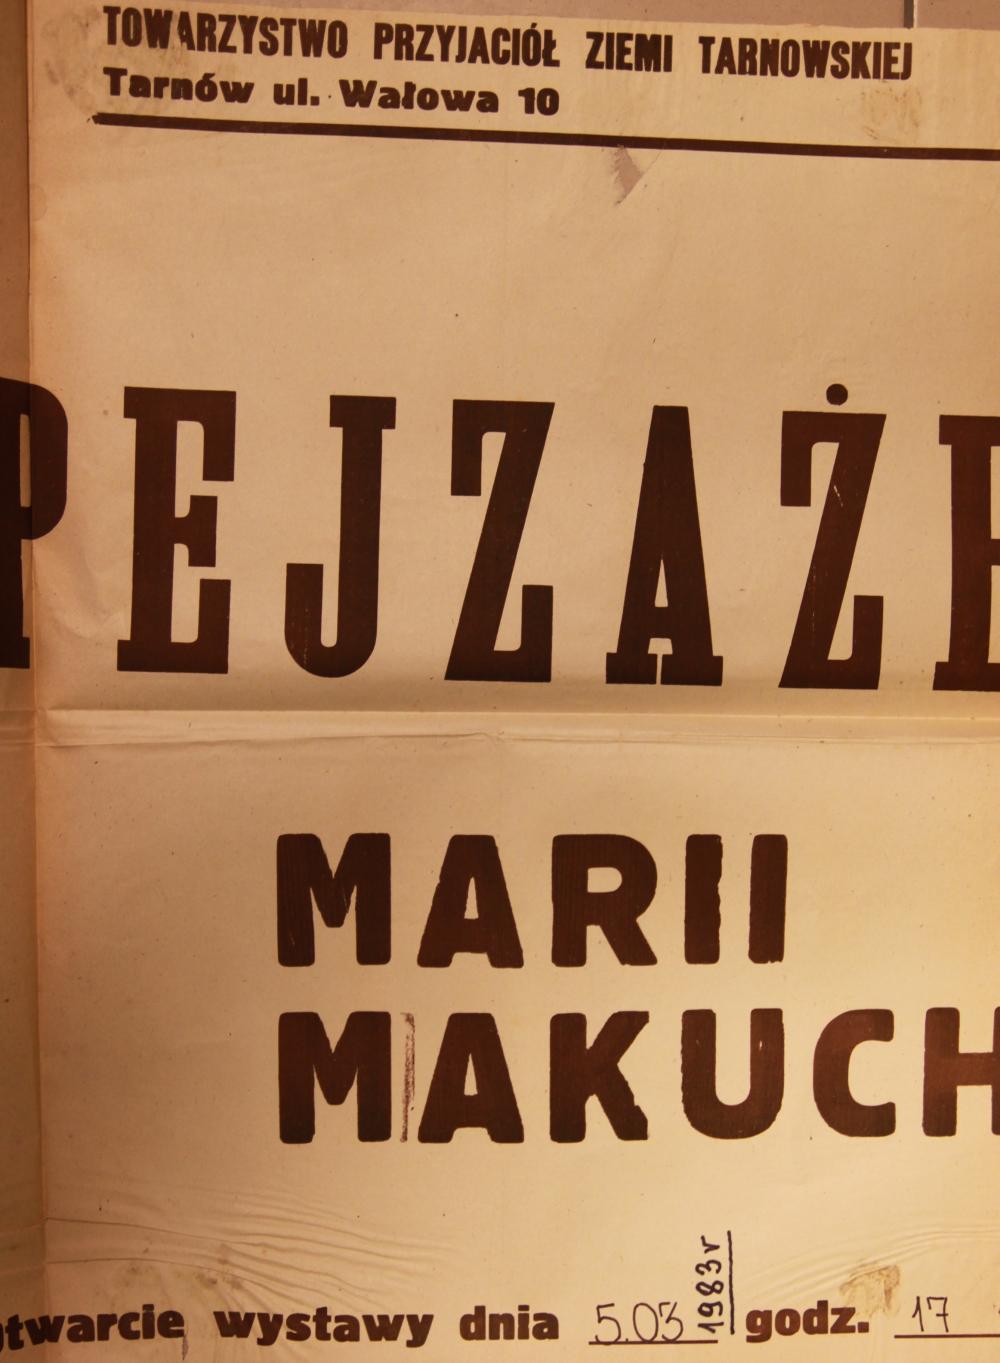 TOWARZYSTWO PRZYJACIÓŁ ZIEMI TARNOWSKIEJ
Tarnów ul. Wałowa 10
PEJZAŻE
MARII
MAKUCH
otwarcie wystawy dnia 5.03 1983r godz. 17